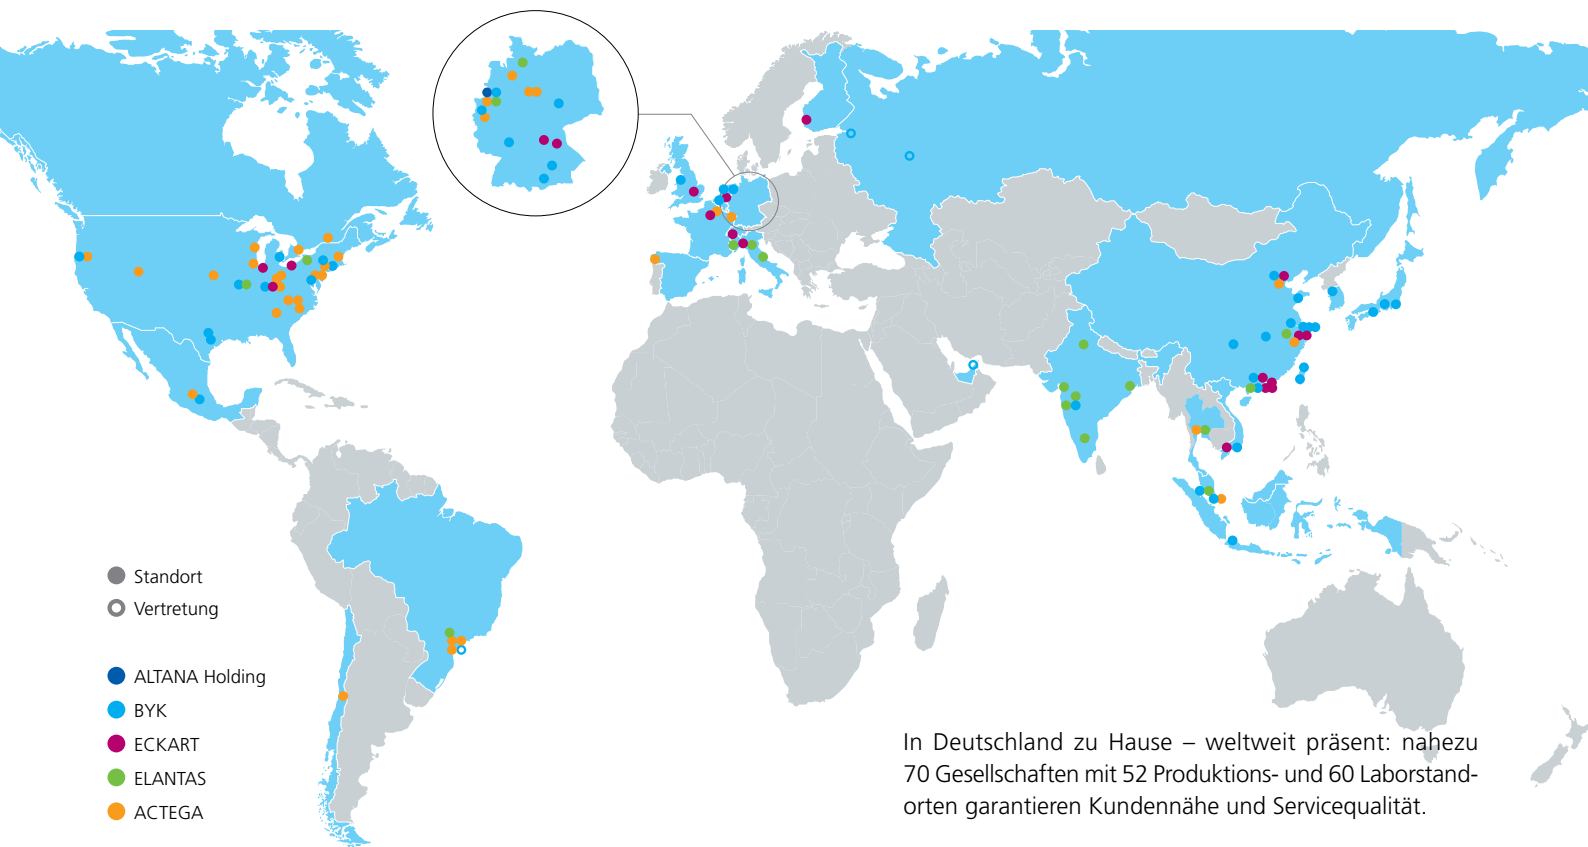 Standort
Vertretung
ALTANA Holding
BYK
ECKART
ELANTAS
ACTEGA
In Deutschland zu Hause – weltweit präsent: nahezu
70 Gesellschaften mit 52 Produktions- und 60 Laborstand-
orten garantieren Kundennähe und Servicequalität.